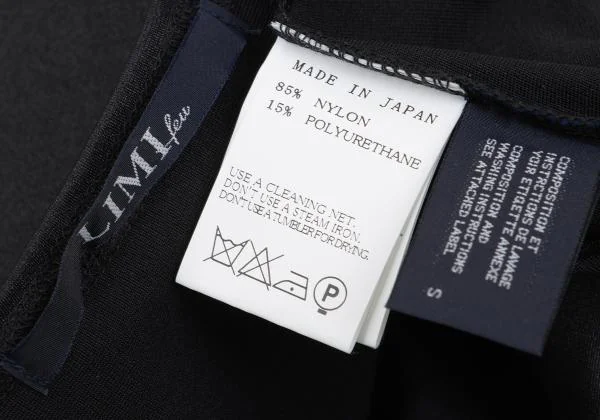 LIMI feu
MADE IN JAPAN
85% NYLON
15% POLYURETHANE
USE A CLEANING NET.
DON'T USE A STEAM IRON.
DON'T USE A TUMBLER FOR DRYING.
P
COMPOSITION ET
INSTRUCTIONS DE LAVAGE
VOIR ETIQUETTE ANNEXE
COMPOSITION AND
WASHING INSTRUCTIONS
SEE ATTACHED LABEL
S